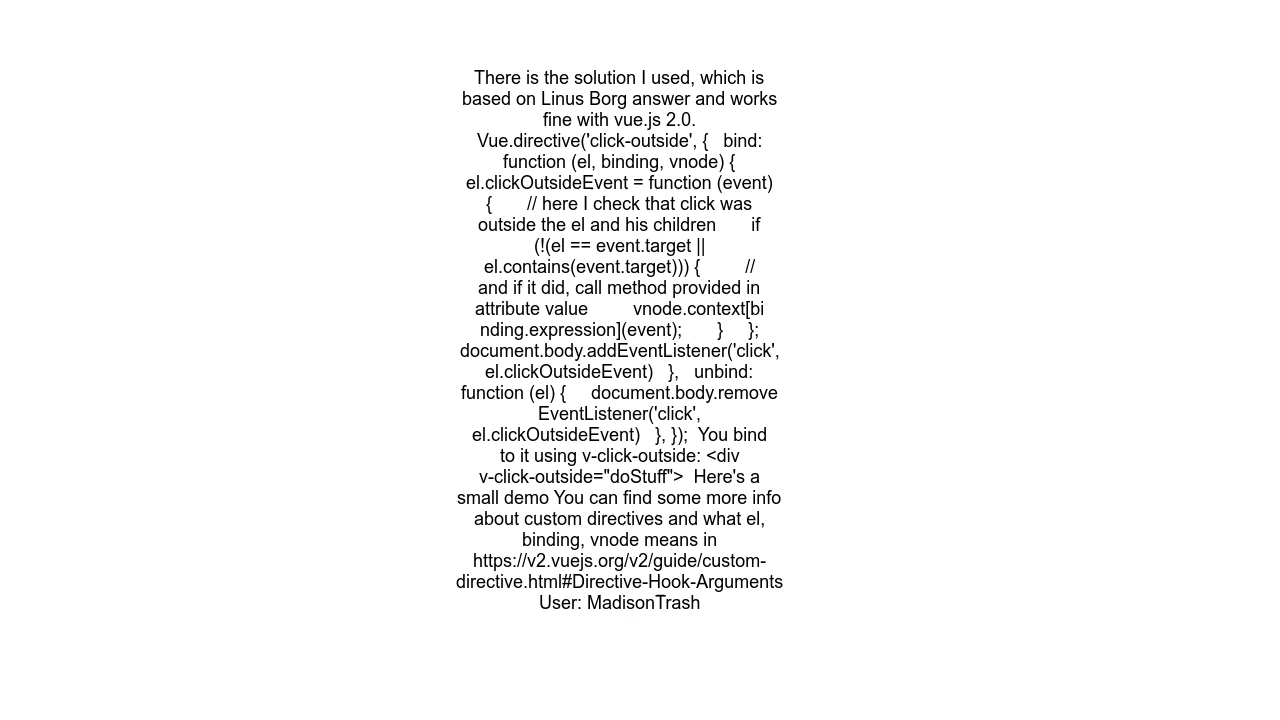 There is the solution I used, which is
based on Linus Borg answer and works
fine with vue.js 2.0.
Vue.directive('click-outside', {   bind:
function (el, binding, vnode) {
el.clickOutsideEvent = function (event)
{       // here I check that click was
outside the el and his children       if
(!(el == event.target ||
el.contains(event.target))) {         //
and if it did, call method provided in
attribute value         vnode.context[bi
nding.expression](event);       }     };
document.body.addEventListener('click',
el.clickOutsideEvent)   },   unbind:
function (el) {     document.body.remove
EventListener('click',
el.clickOutsideEvent)   }, });  You bind
to it using v-click-outside: <div
v-click-outside="doStuff">  Here's a
small demo You can find some more info
about custom directives and what el,
binding, vnode means in
https://v2.vuejs.org/v2/guide/custom-
directive.html#Directive-Hook-Arguments
User: MadisonTrash